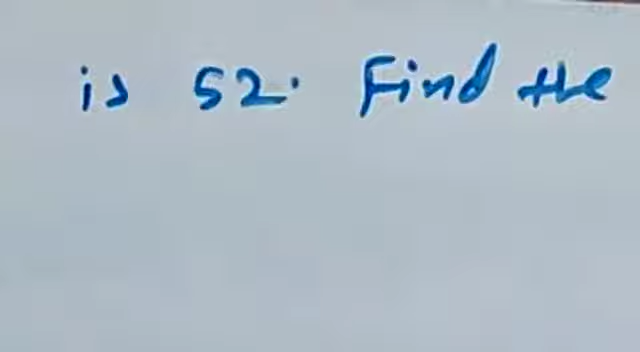 is 52. Find the